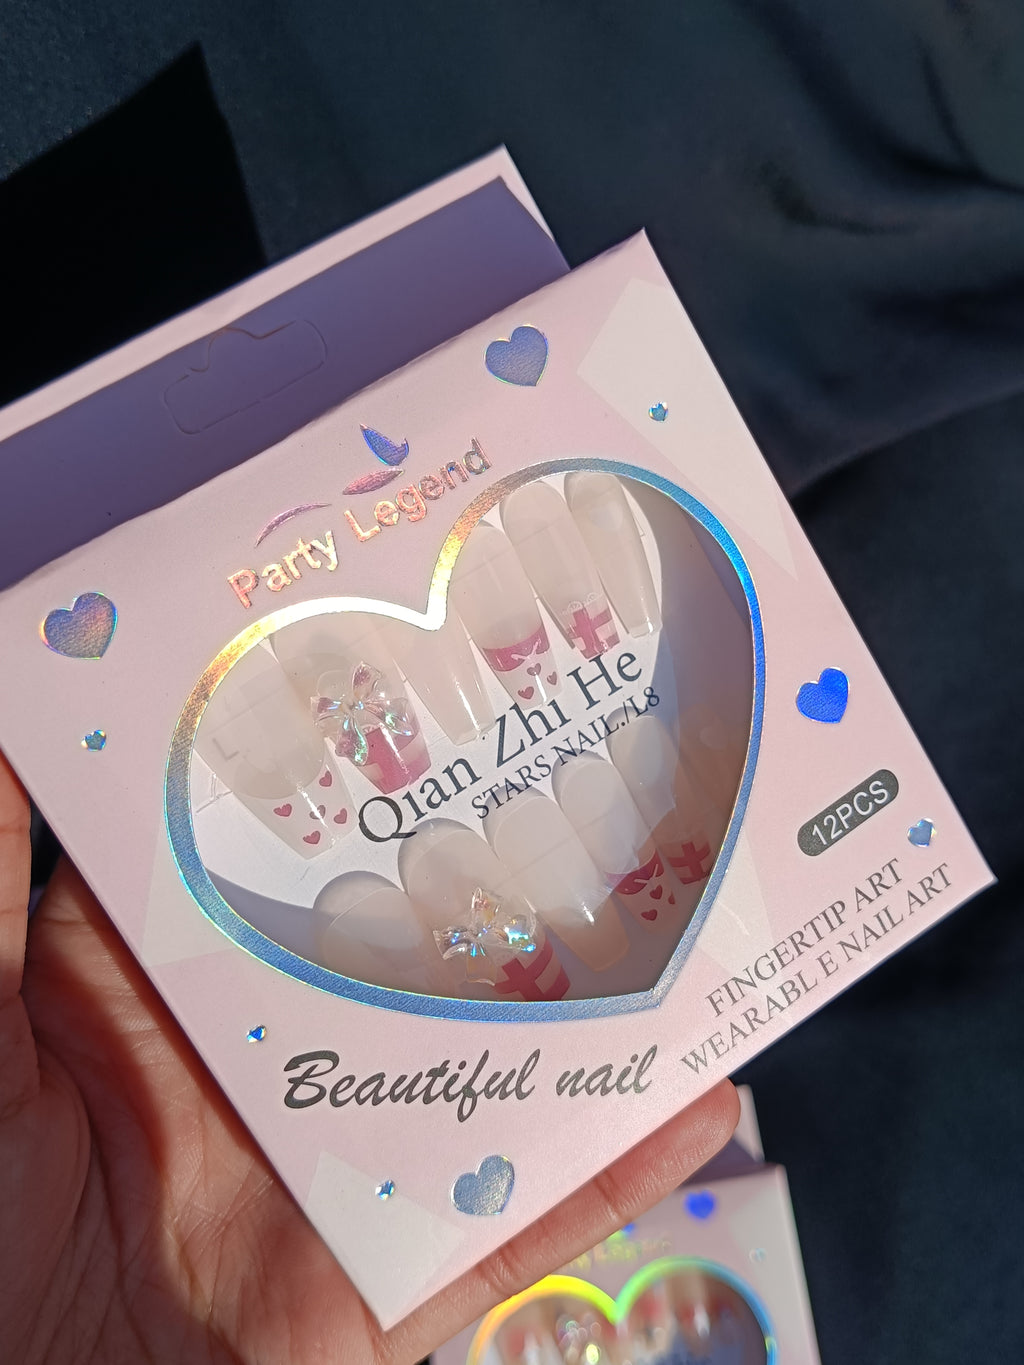 Party Legend
Qian Zhi He
STARS NAIL./L8
12PCS
FINGERTIP ART
WEARABL E NAIL ART
Beautiful nail